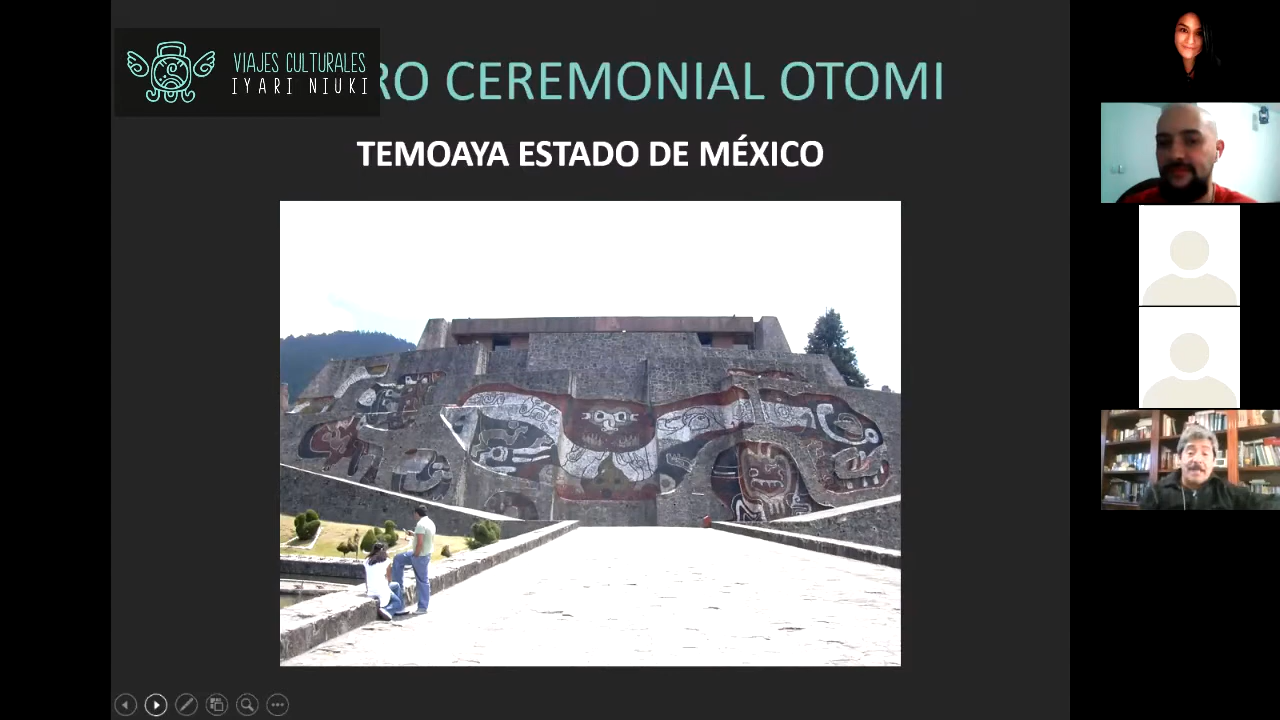 VIAJES CULTURALES
IYARI NIUKI
RO CEREMONIAL OTOMI
TEMOAYA ESTADO DE MÉXICO